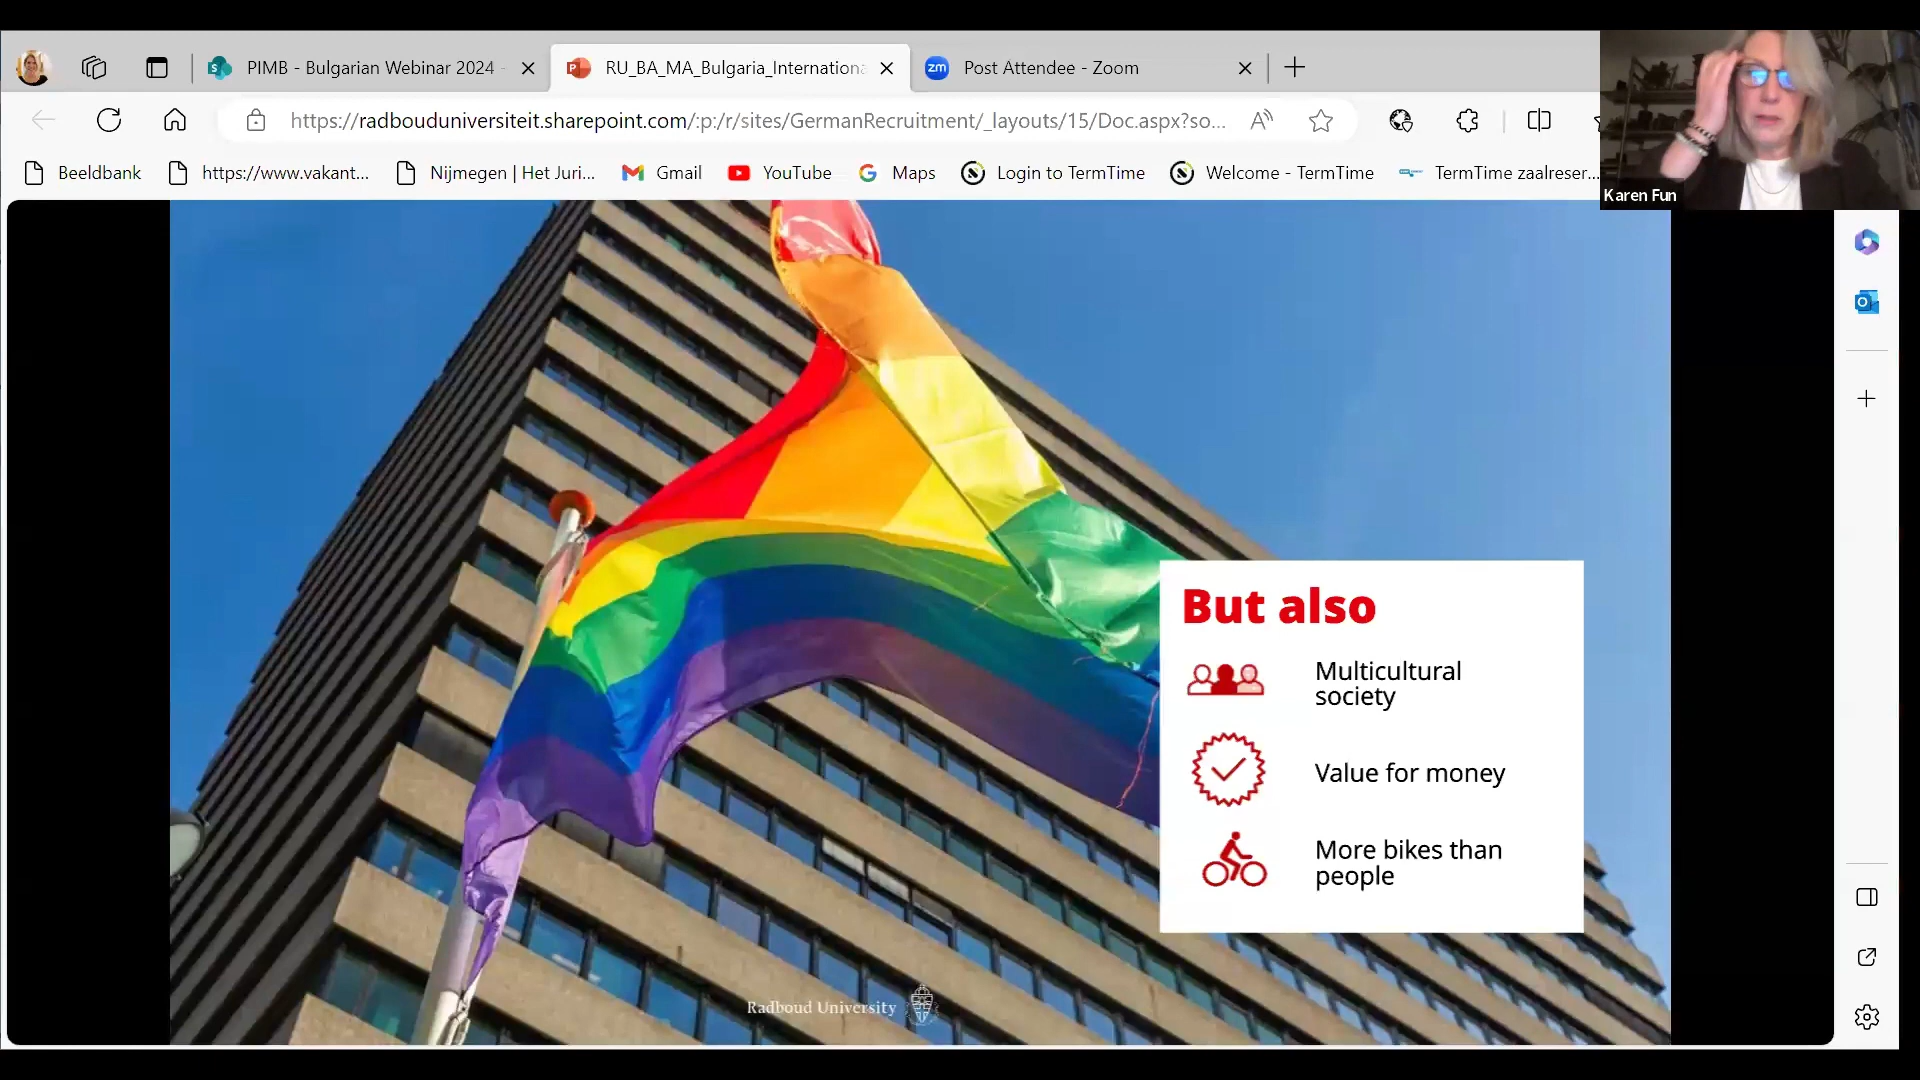 PIMB - Bulgarian Webinar 2024 -
RU_BA_MA_Bulgaria_Internationa
zm
Post Attendee - Zoom
https://radbouduniversiteit.sharepoint.com/:p:/r/sites/GermanRecruitment/_layouts/15/Doc.aspx?so...
Beeldbank
https://www.vakant...
Nijmegen | Het Juri...
Gmail
YouTube
Maps
Login to TermTime
Welcome - TermTime
TermTime zaalreser...
Karen Fun
But also
Multicultural
society
Value for money
More bikes than
people
Radboud University